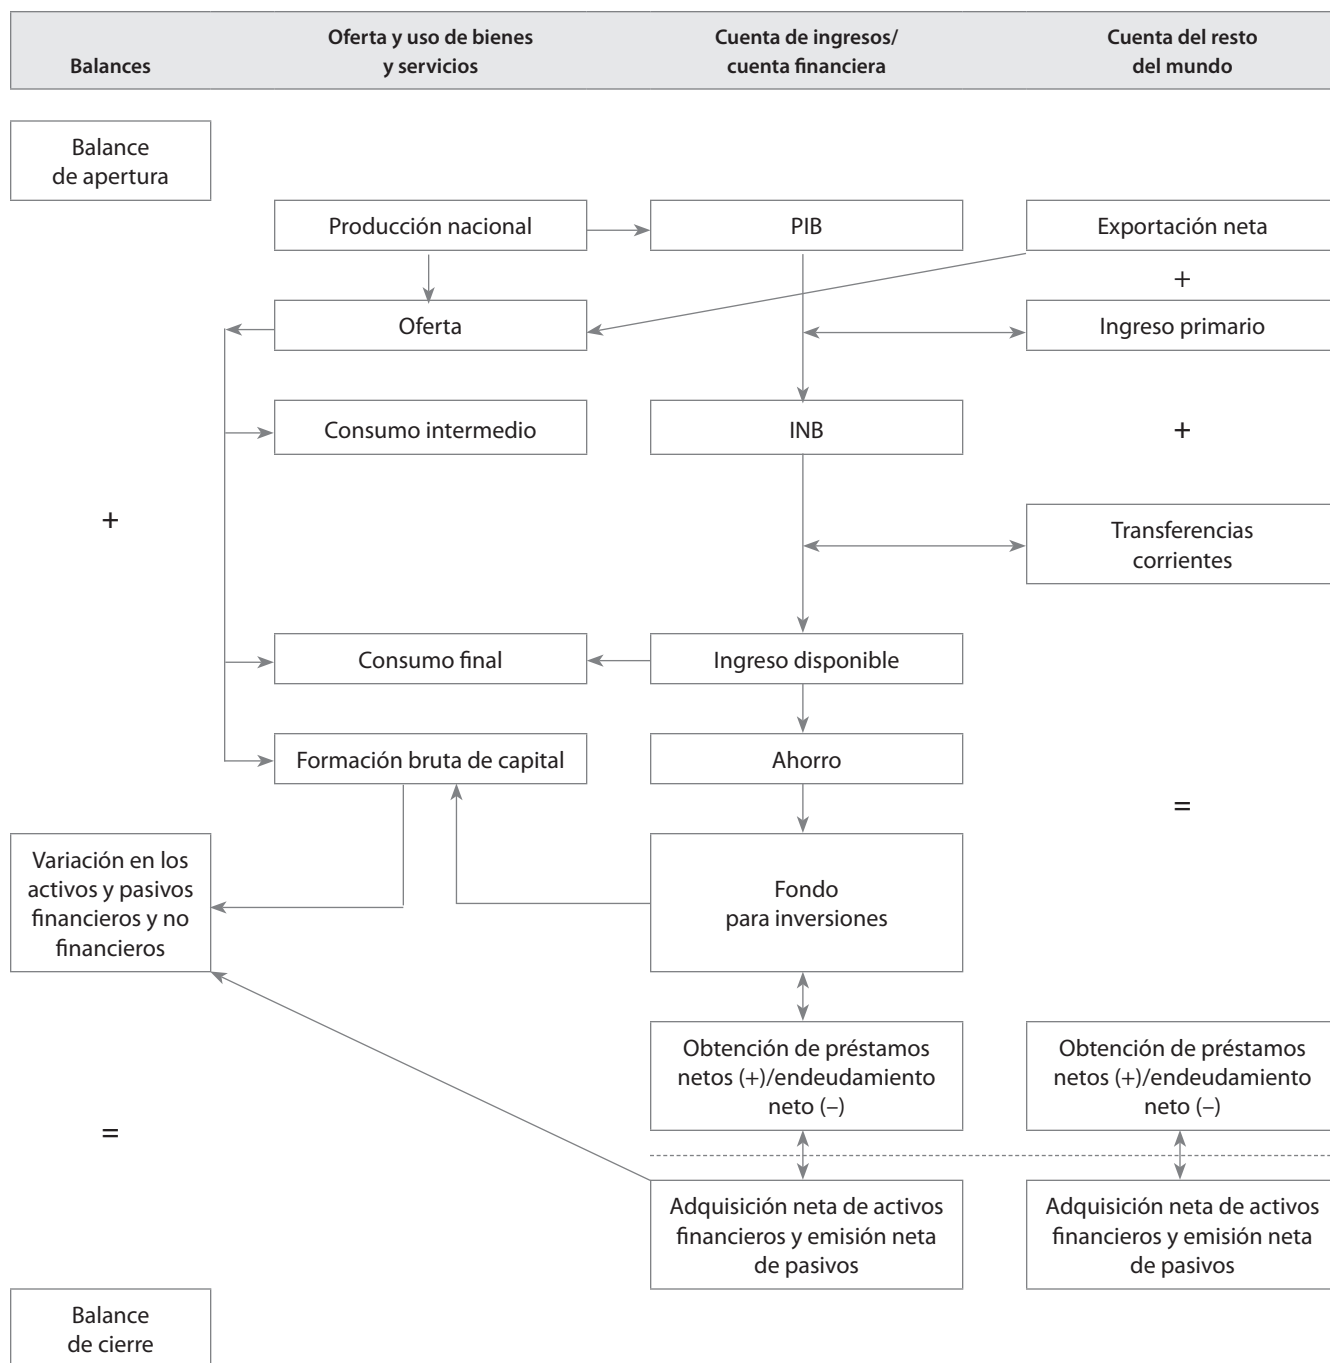 Balances
Oferta y uso de bienes
y servicios
Cuenta de ingresos/
cuenta financiera
Cuenta del resto
del mundo
Balance
de apertura
Producción nacional
PIB
Exportación neta
+
Oferta
Ingreso primario
Consumo intermedio
INB
+
+
Transferencias
corrientes
Consumo final
Ingreso disponible
Formación bruta de capital
Ahorro
=
Variación en los
activos y pasivos
financieros y no
financieros
Fondo
para inversiones
Obtención de préstamos
netos (+)/endeudamiento
neto (–)
Obtención de préstamos
netos (+)/endeudamiento
neto (–)
=
Adquisición neta de activos
financieros y emisión neta
de pasivos
Adquisición neta de activos
financieros y emisión neta
de pasivos
Balance
de cierre